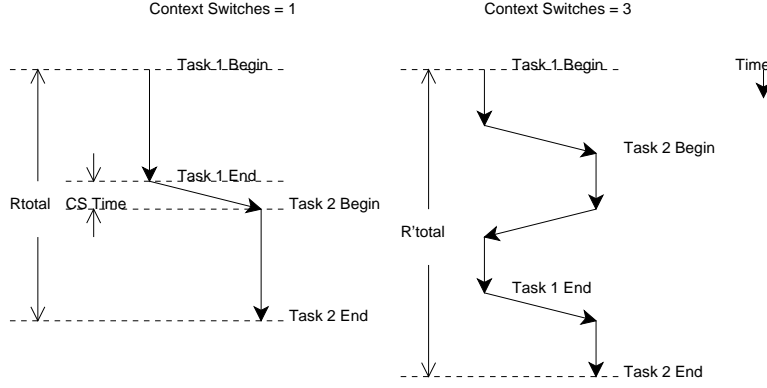 Context Switches = 1
Context Switches = 3
Task 1 Begin
Task 1 End
Rtotal
CS Time
Task 2 Begin
Task 2 End
Task 1 Begin
Time
Task 2 Begin
R'total
Task 1 End
Task 2 End